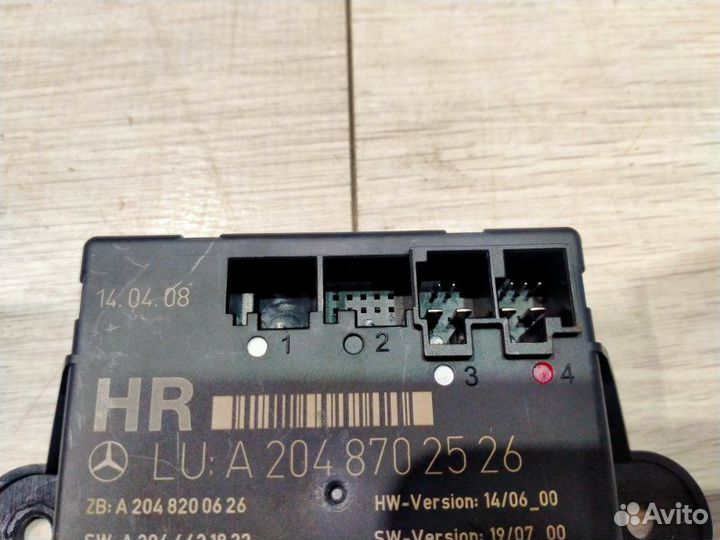 14.04.08
1 2 3 4
HR
LU: A 204 870 25 26
ZB: A 204 820 06 26
HW-Version: 14/06_00
SW-Version: 19/07_00
Avito